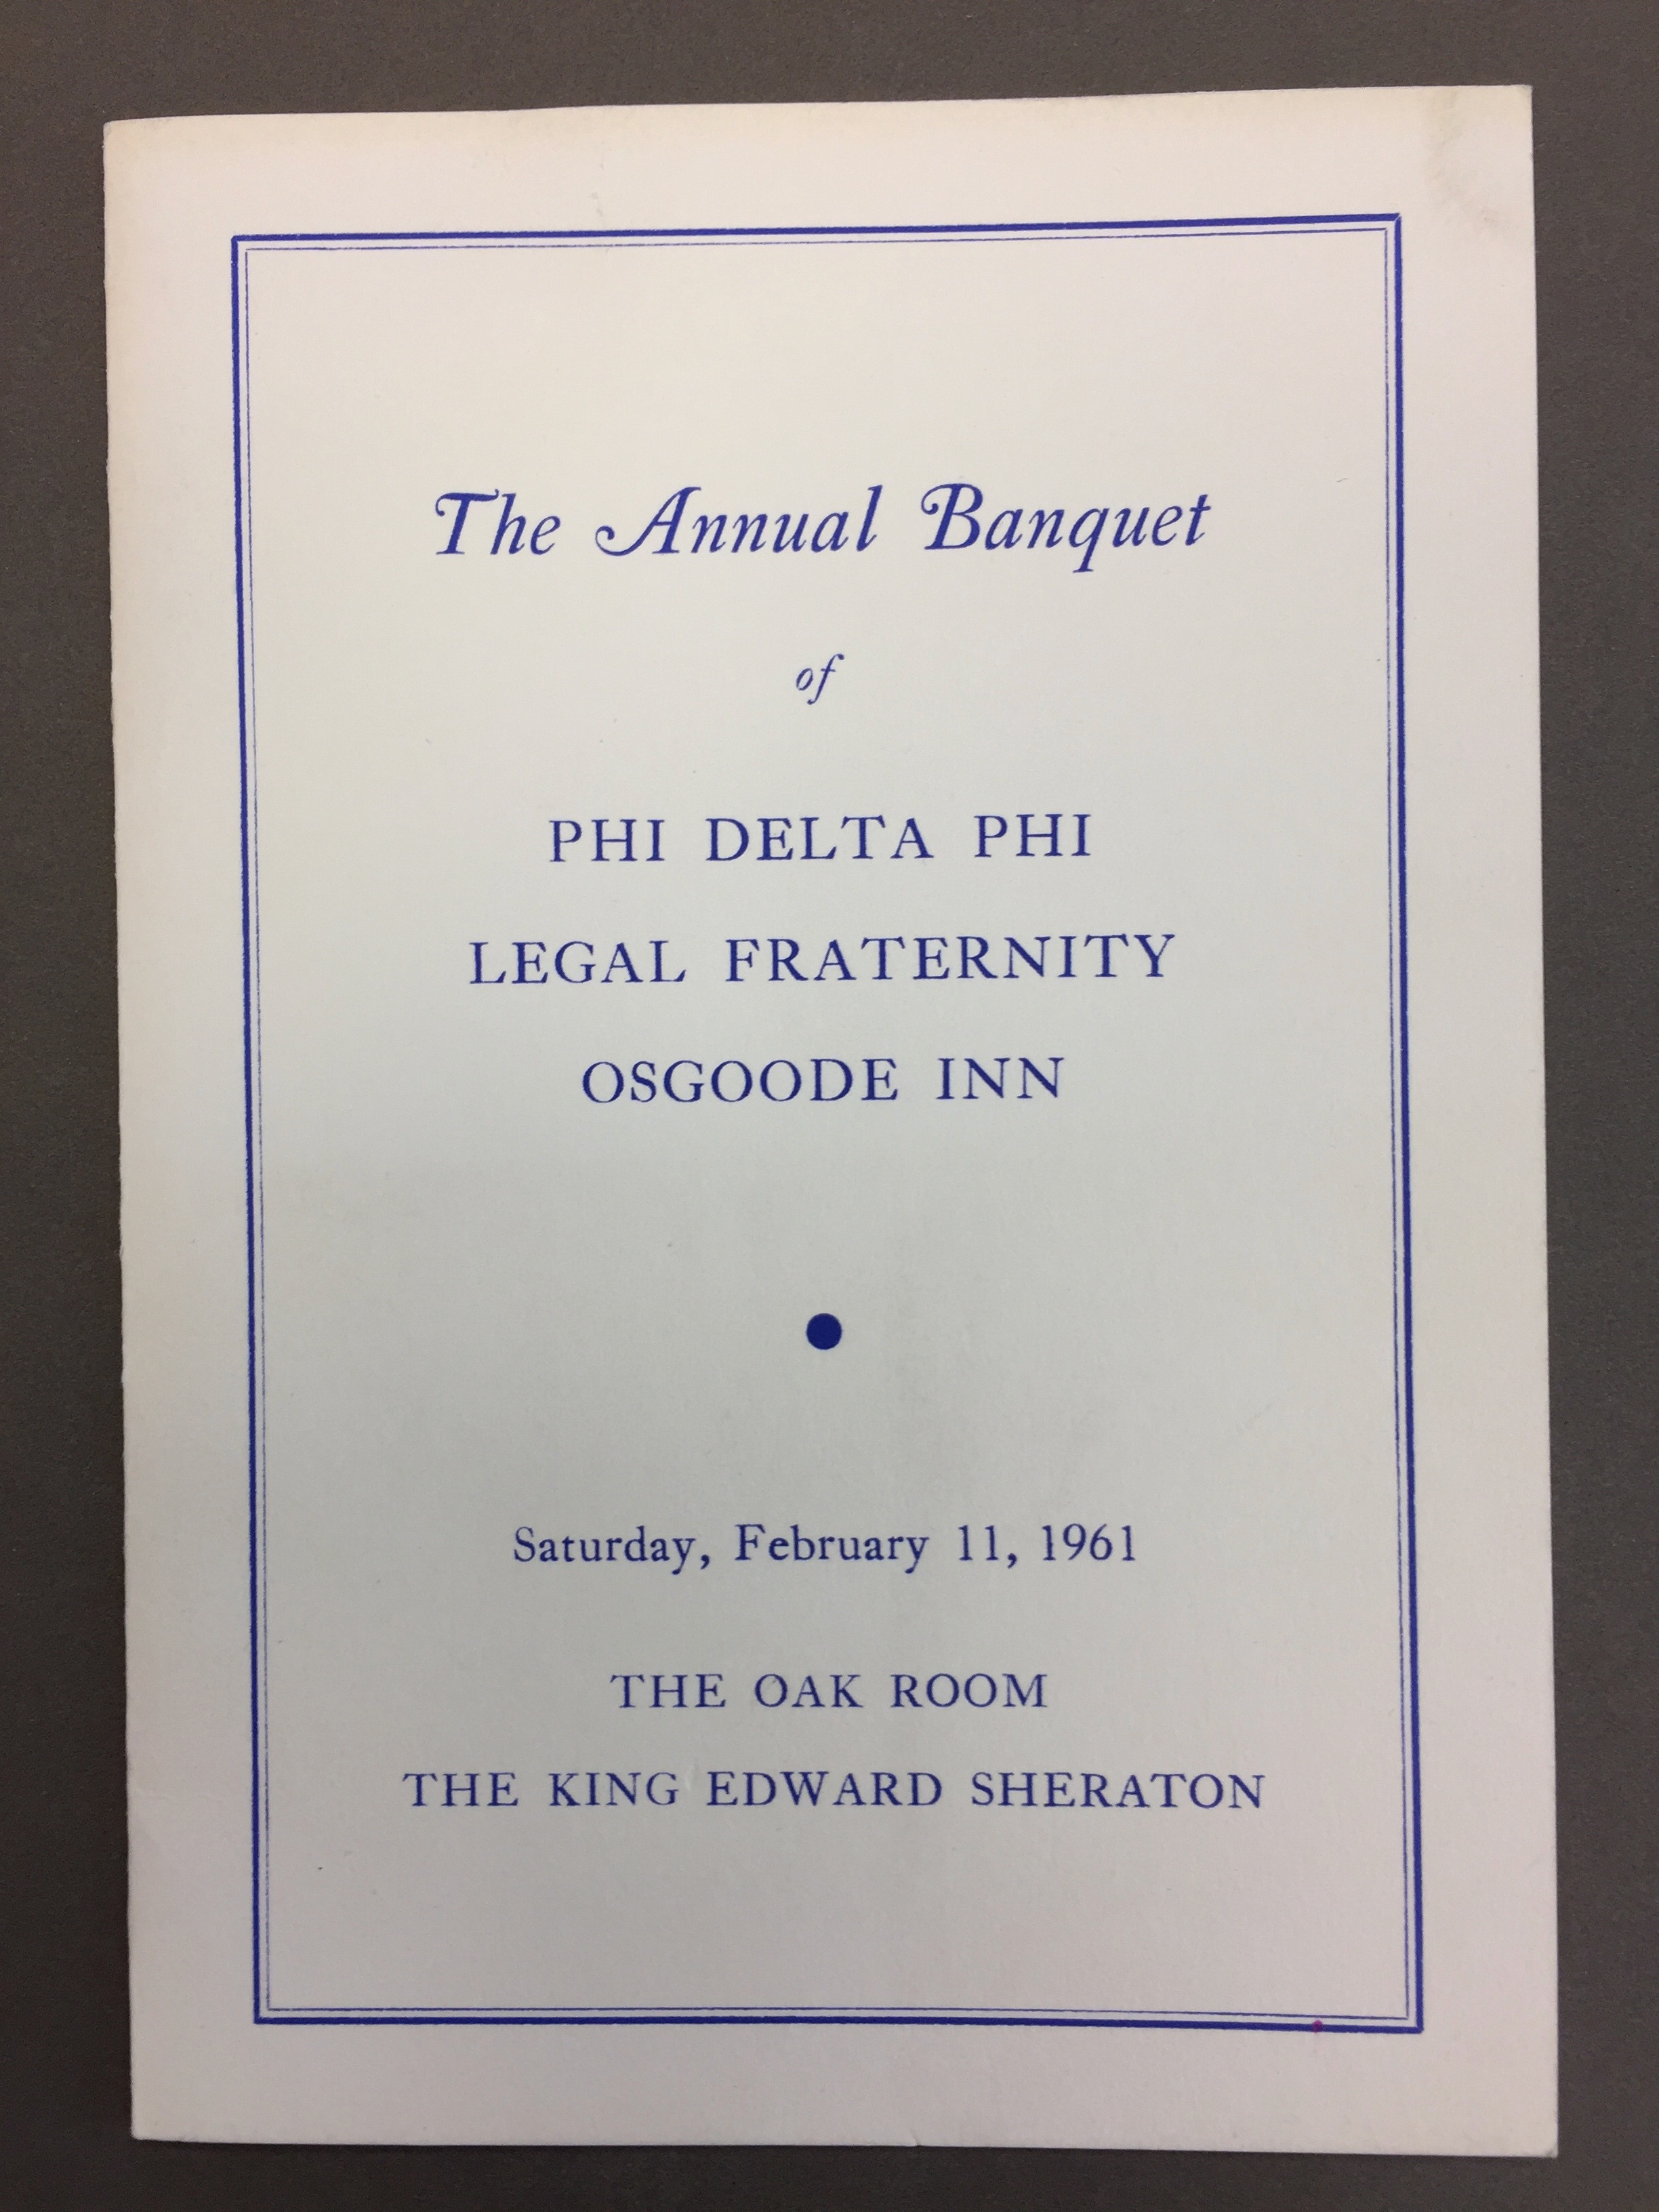 The Annual Banquet
of
PHI DELTA PHI
LEGAL FRATERNITY
OSGOODE INN
Saturday, February 11, 1961
THE OAK ROOM
THE KING EDWARD SHERATON